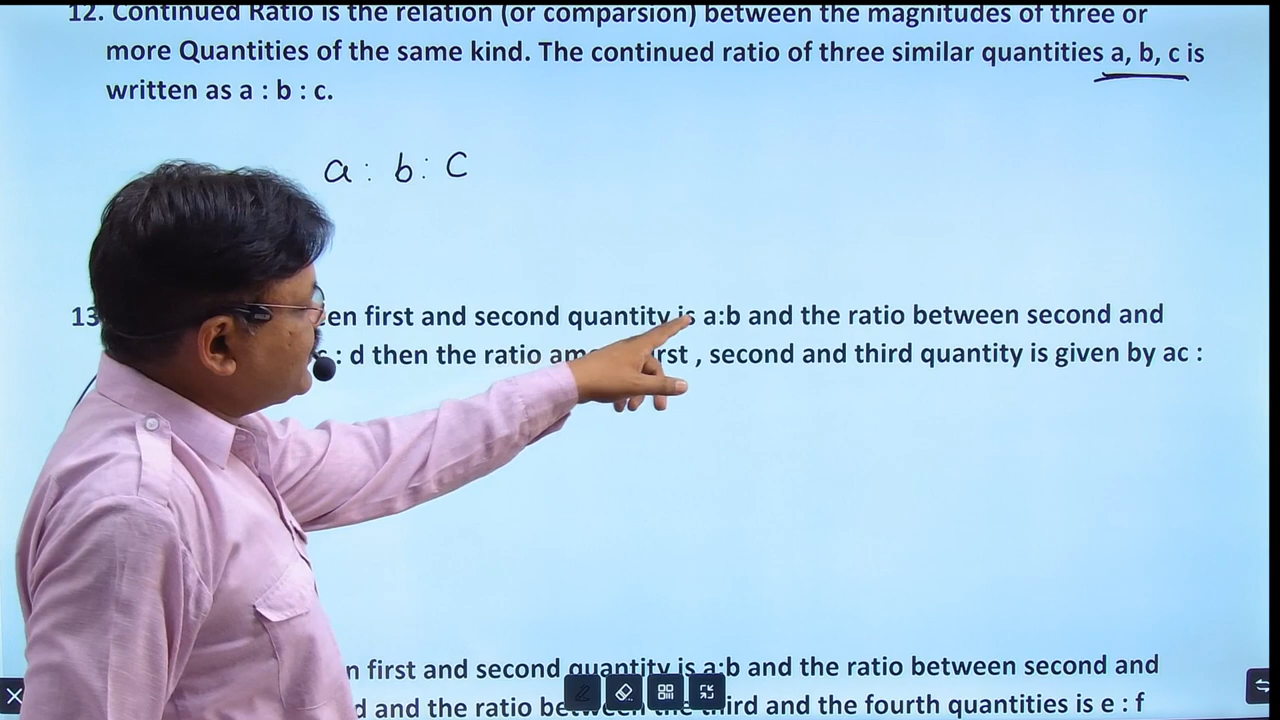 12. Continued Ratio is the relation (or comparsion) between the magnitudes of three or
more Quantities of the same kind. The continued ratio of three similar quantities a, b, c is
written as a : b : c.
a : b : c
13 first and second quantity is a:b and the ratio between second and
: d then the ratio , second and third quantity is given by ac :
first and second quantity is a:b and the ratio between second and
d and the ratio between the third and the fourth quantities is e : f